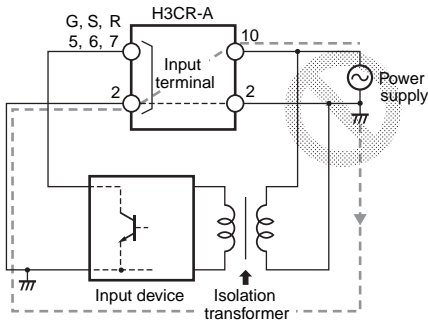 H3CR-A
G, S, R
5, 6, 7
10
Input
terminal
2
2
Power
supply
Input device
Isolation
transformer